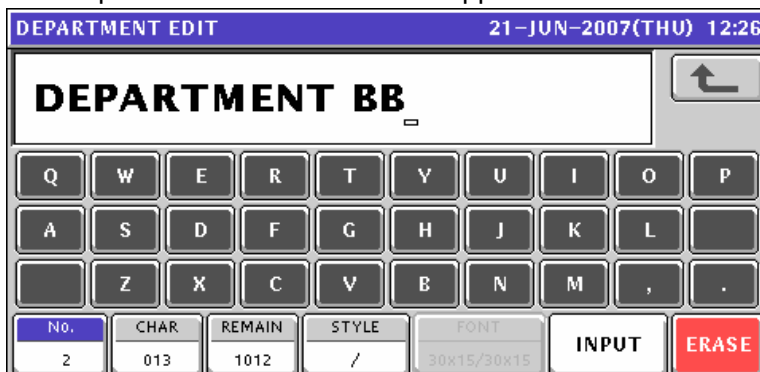 DEPARTMENT EDIT 21-JUN-2007(THU) 12:26
DEPARTMENT BB_
Q W E R T Y U I O P
A S D F G H J K L
Z X C V B N M , .
No. CHAR REMAIN STYLE FONT INPUT ERASE
2 013 1012 / 30x15/30x15